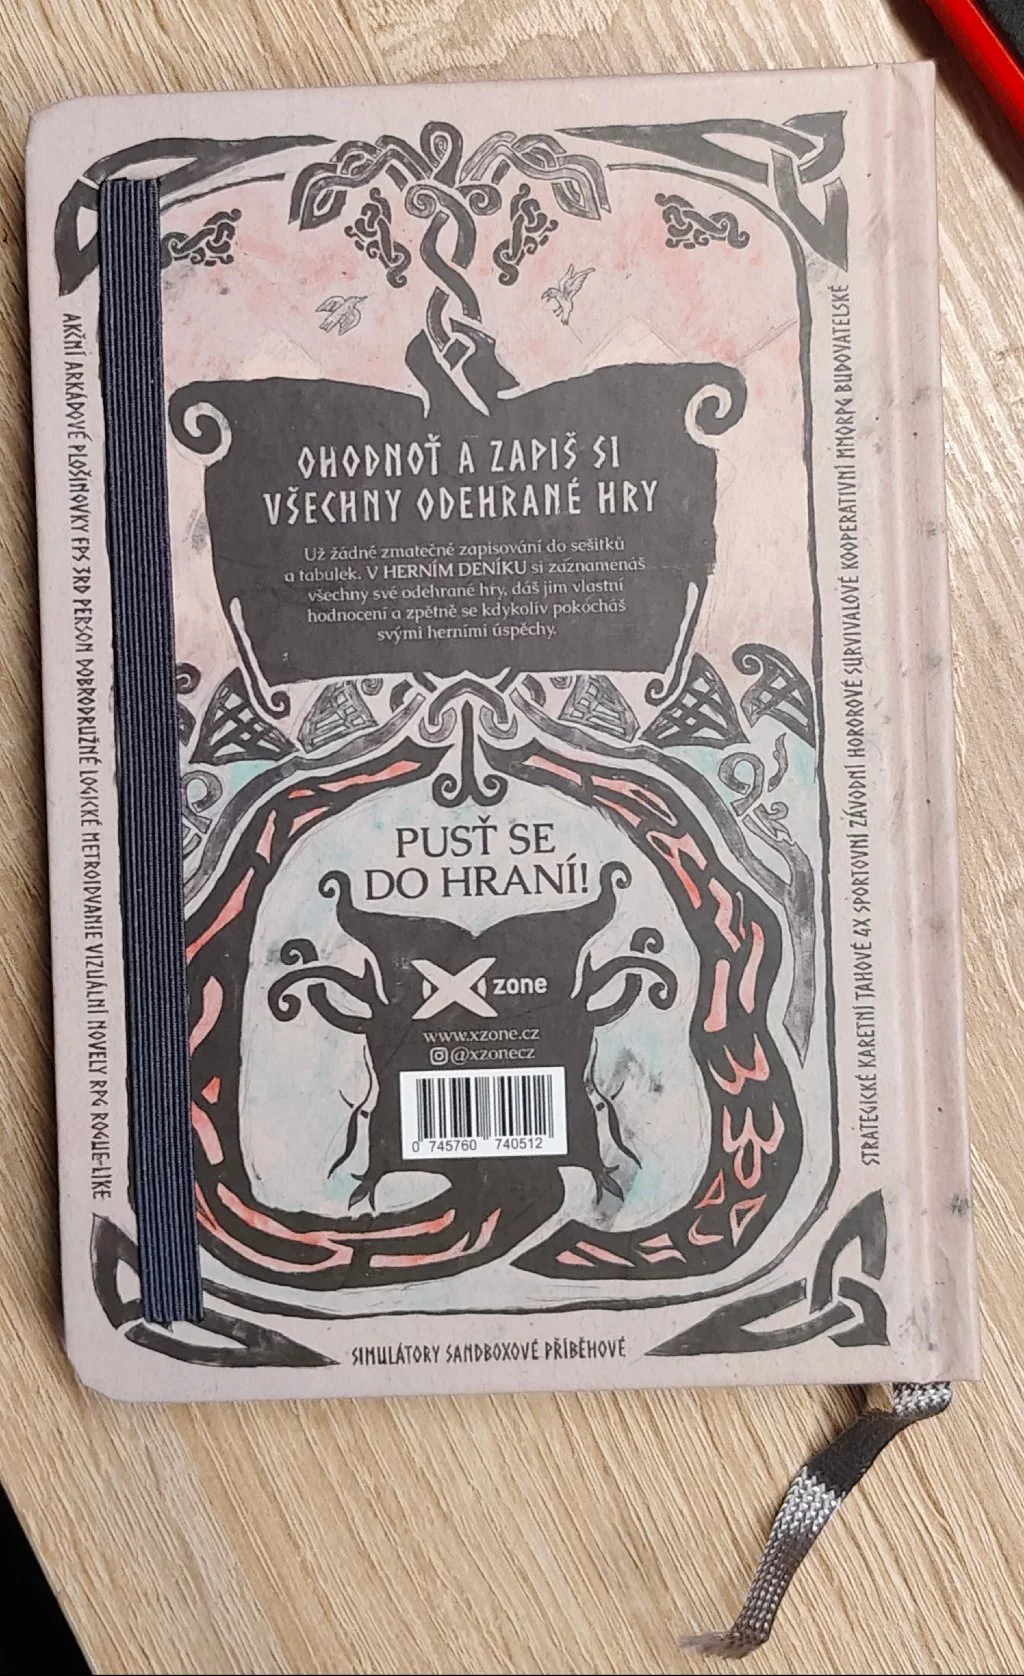 OHODNOŤ A ZAPIŠ SI
VŠECHNY ODEHRANÉ HRY
Už žádné zmatečné zapisování do sešitků
a tabulek. V HERNÍM DENÍKU si zaznamenáš
všechny své odehrané hry, dáš jim vlastní
hodnocení a zpětně se kdykoliv pokocháš
svými herními úspěchy.
PUSŤ SE
DO HRANÍ!
X zone
www.xzone.cz
@xzonecz
0 745760 740512
AKČNÍ ARKÁDOVÉ PLOŠINOVKY FPS 3RD PERSON DOBRODRUŽNÉ LOGICKÉ METROIDVANIE VIZUÁLNÍ NOVELY RPG ROGUE-LIKE
SIMULÁTORY SANDBOXOVÉ PŘÍBĚHOVÉ
STRATEGICKÉ KARETNÍ TAHOVÉ 4X SPORTOVNÍ ZÁVODNÍ HOROROVÉ SURVIVALOVÉ KOOPERATIVNÍ MMORPG BUDOVATELSKÉ